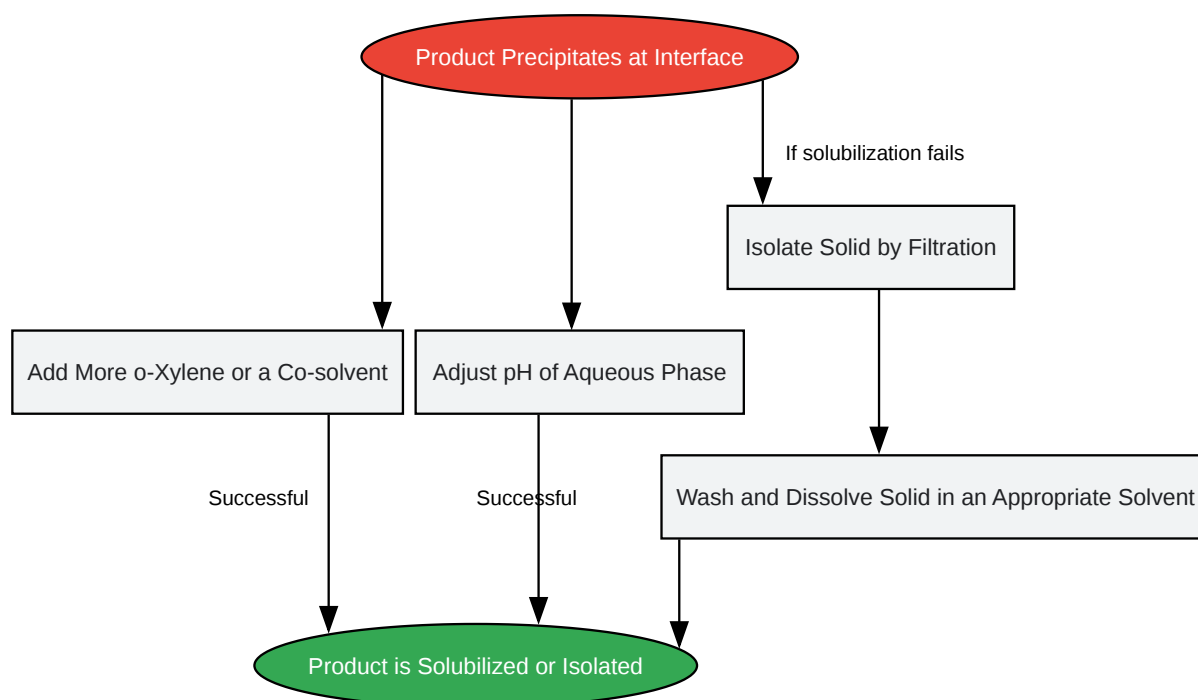 Product Precipitates at Interface
If solubilization fails
Isolate Solid by Filtration
Add More o-Xylene or a Co-solvent
Adjust pH of Aqueous Phase
Successful
Successful
Wash and Dissolve Solid in an Appropriate Solvent
Product is Solubilized or Isolated